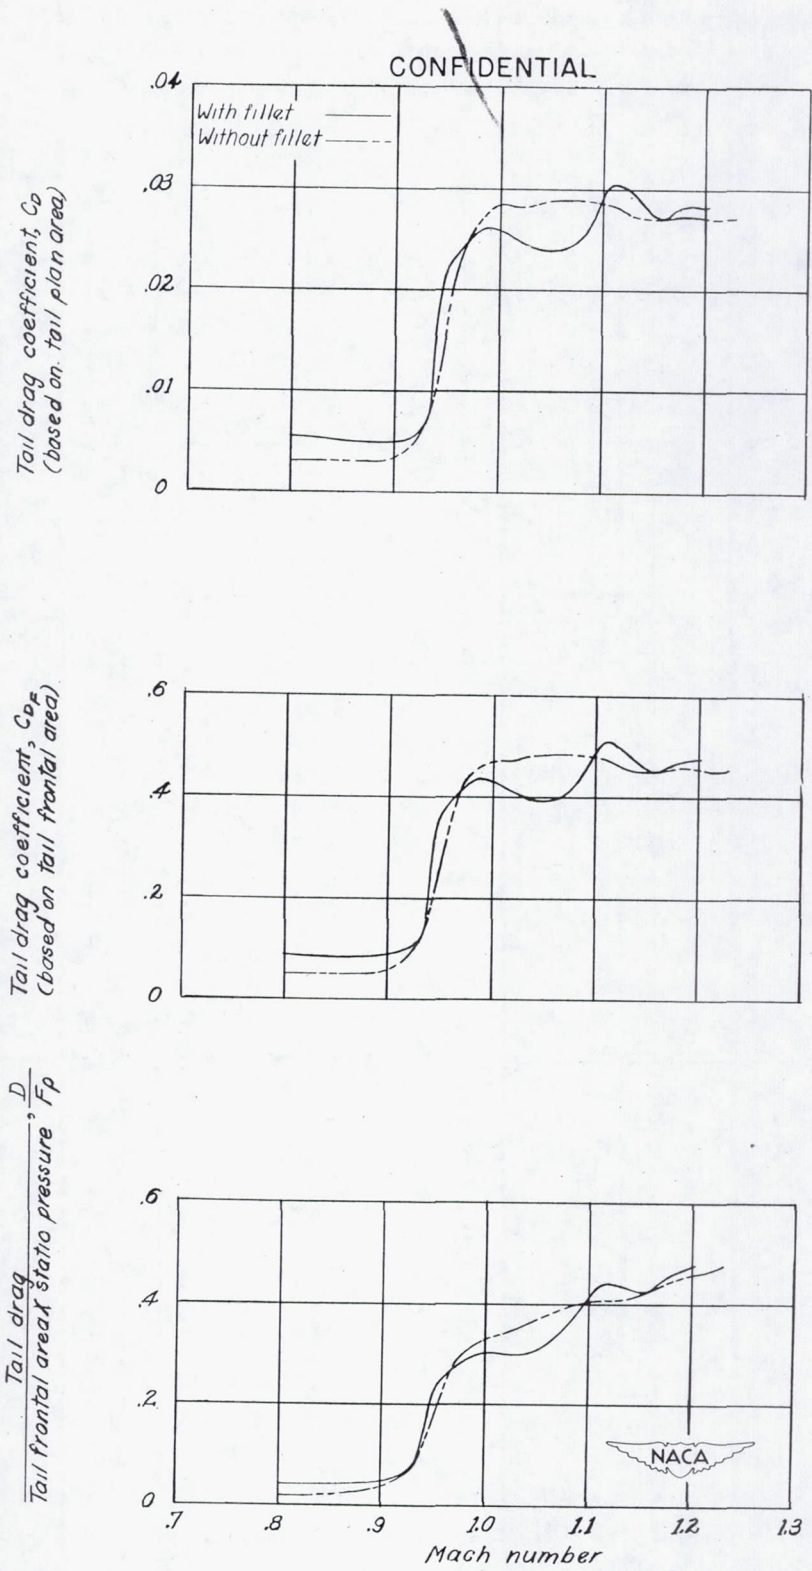 CONFIDENTIAL
.04
With fillet
Without fillet
.03
.02
.01
0
Tail drag coefficient, CD
(based on tail plan area)
.6
.4
.2
0
Tail drag coefficient, CDF
(based on tail frontal area)
.6
.4
.2
0
Tail drag
Tail frontal area X static pressure , D
Fp
NACA
.7 .8 .9 1.0 1.1 1.2 1.3
Mach number